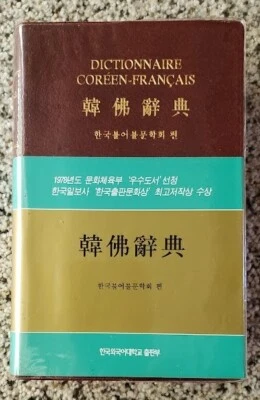 DICTIONNAIRE
CORÉEN-FRANÇAIS
韓佛辭典
한국불어불문학회 편
1978년도 문화체육부 '우수도서' 선정
한국일보사 '한국출판문화상' 최고저작상 수상
韓佛辭典
한국불어불문학회 편
한국외국어대학교 출판부